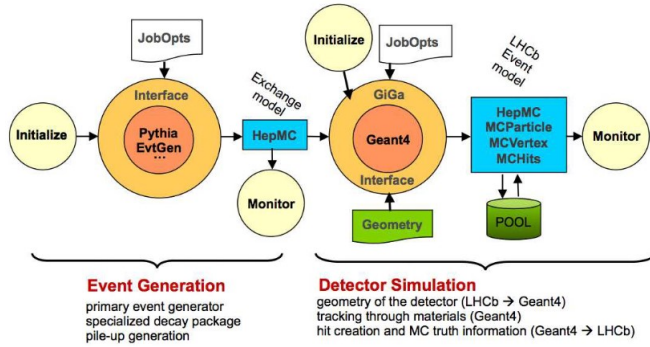 JobOpts
Interface
Initialize
Pythia
EvtGen
...
Exchange
model
HepMC
Monitor
Initialize
JobOpts
GiGa
Geant4
Interface
Geometry
LHCb
Event
model
HepMC
MCParticle
MCVertex
MCHits
POOL
Monitor
Event Generation
primary event generator
specialized decay package
pile-up generation
Detector Simulation
geometry of the detector (LHCb → Geant4)
tracking through materials (Geant4)
hit creation and MC truth information (Geant4 → LHCb)